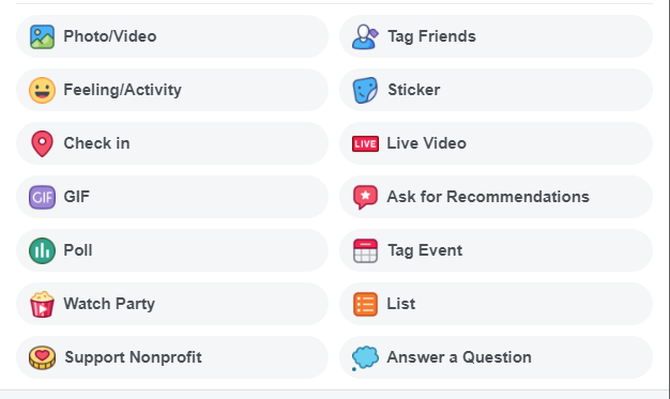 Photo/Video
Tag Friends
Feeling/Activity
Sticker
Check in
LIVE
Live Video
GIF
GIF
Ask for Recommendations
Poll
Tag Event
Watch Party
List
Support Nonprofit
Answer a Question